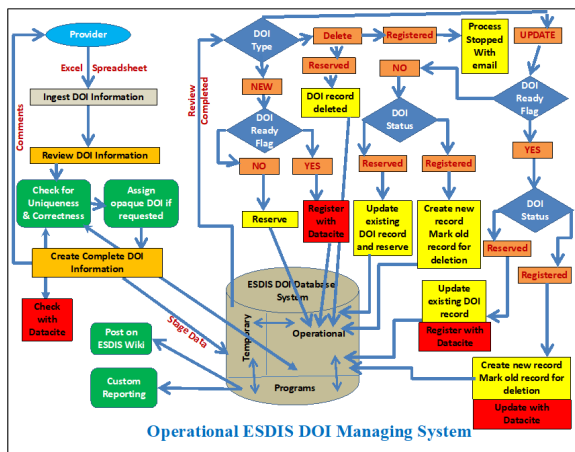 Provider
Excel Spreadsheet
Ingest DOI Information
Comments
Review DOI Information
Check for
Uniqueness
& Correctness
Assign
opaque DOI if
requested
Create Complete DOI
Information
Check
with
Datacite
Review
Completed
DOI
Type
Delete
Registered
Process
Stopped
With
email
UPDATE
Reserved
NEW
DOI record
deleted
NO
DOI
Ready
Flag
DOI
Ready
Flag
DOI
Status
NO
YES
YES
Reserved
Registered
DOI
Status
Reserve
Register
with
Datacite
Update
existing
DOI record
and reserve
Create new
record
Mark old
record for
deletion
Reserved
Registered
ESDIS DOI Database
System
Temporary
Operational
Programs
Stage Data
Update
existing DOI
record
Register with
Datacite
Post on
ESDIS Wiki
Custom
Reporting
Create new record
Mark old record for
deletion
Update with
Datacite
Operational ESDIS DOI Managing System